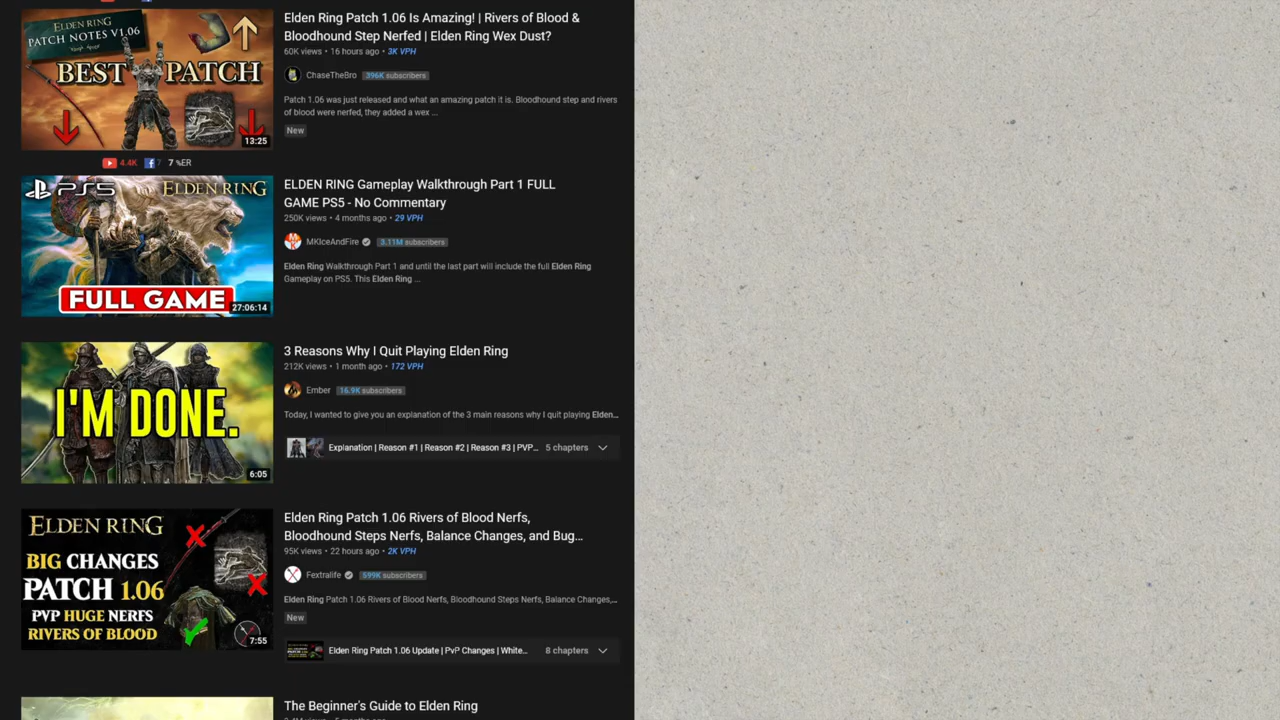 ELDEN RING
PATCH NOTES V1.06
BEST PATCH
13:25
Elden Ring Patch 1.06 Is Amazing! | Rivers of Blood &
Bloodhound Step Nerfed | Elden Ring Wex Dust?
60K views • 16 hours ago • 3K VPH
ChaseTheBro 396K subscribers
Patch 1.06 was just released and what an amazing patch it is. Bloodhound step and rivers
of blood were nerfed, they added a wex ...
New
4.4K 7 7 %ER
PS5 ELDEN RING
FULL GAME
27:06:14
ELDEN RING Gameplay Walkthrough Part 1 FULL
GAME PS5 - No Commentary
250K views • 4 months ago • 29 VPH
MKIceAndFire 3.11M subscribers
Elden Ring Walkthrough Part 1 and until the last part will include the full Elden Ring
Gameplay on PS5. This Elden Ring ...
I'M DONE.
6:05
3 Reasons Why I Quit Playing Elden Ring
212K views • 1 month ago • 172 VPH
Ember 16.9K subscribers
Today, I wanted to give you an explanation of the 3 main reasons why I quit playing Elden...
Explanation | Reason #1 | Reason #2 | Reason #3 | PVP... 5 chapters
ELDEN RING
BIG CHANGES
PATCH 1.06
PVP HUGE NERFS
RIVERS OF BLOOD
7:55
Elden Ring Patch 1.06 Rivers of Blood Nerfs,
Bloodhound Steps Nerfs, Balance Changes, and Bug...
95K views • 22 hours ago • 2K VPH
Fextralife 599K subscribers
Elden Ring Patch 1.06 Rivers of Blood Nerfs, Bloodhound Steps Nerfs, Balance Changes,...
New
Elden Ring Patch 1.06 Update | PvP Changes | White... 8 chapters
The Beginner's Guide to Elden Ring